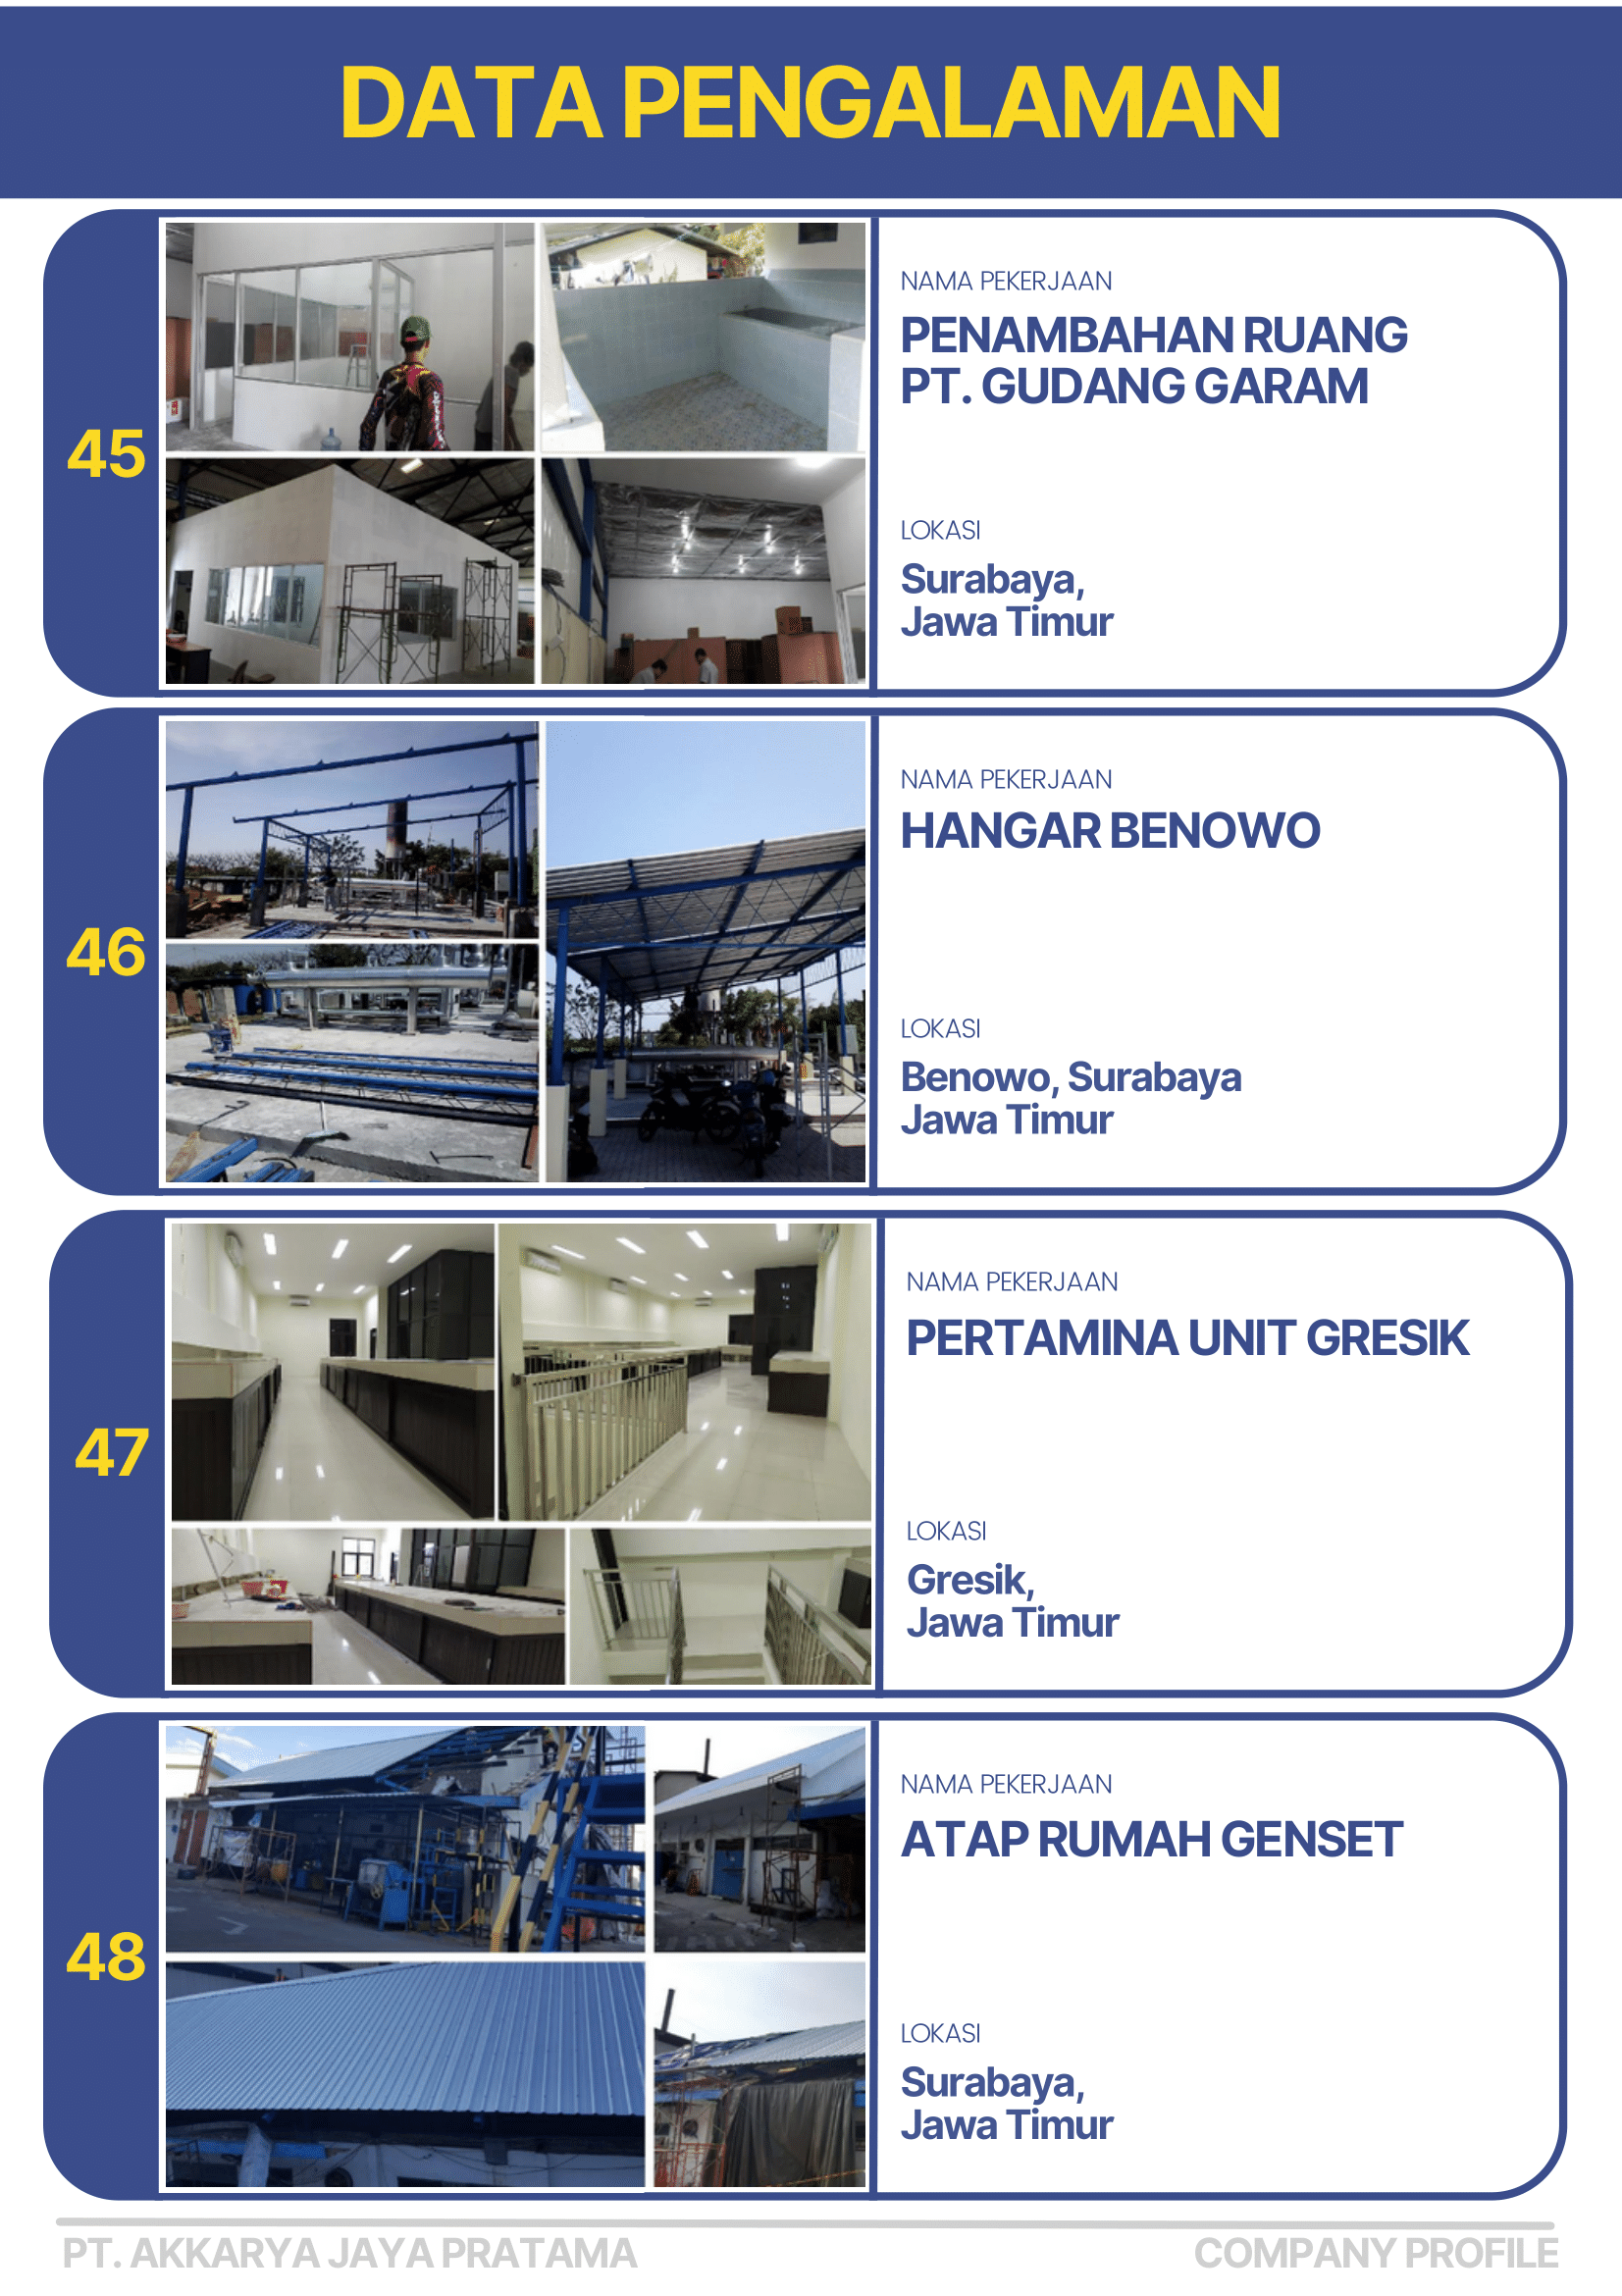 DATA PENGALAMAN
45
NAMA PEKERJAAN
PENAMBAHAN RUANG
PT. GUDANG GARAM
LOKASI
Surabaya,
Jawa Timur
46
NAMA PEKERJAAN
HANGAR BENOWO
LOKASI
Benowo, Surabaya
Jawa Timur
47
NAMA PEKERJAAN
PERTAMINA UNIT GRESIK
LOKASI
Gresik,
Jawa Timur
48
NAMA PEKERJAAN
ATAP RUMAH GENSET
LOKASI
Surabaya,
Jawa Timur
PT. AKKARYA JAYA PRATAMA
COMPANY PROFILE